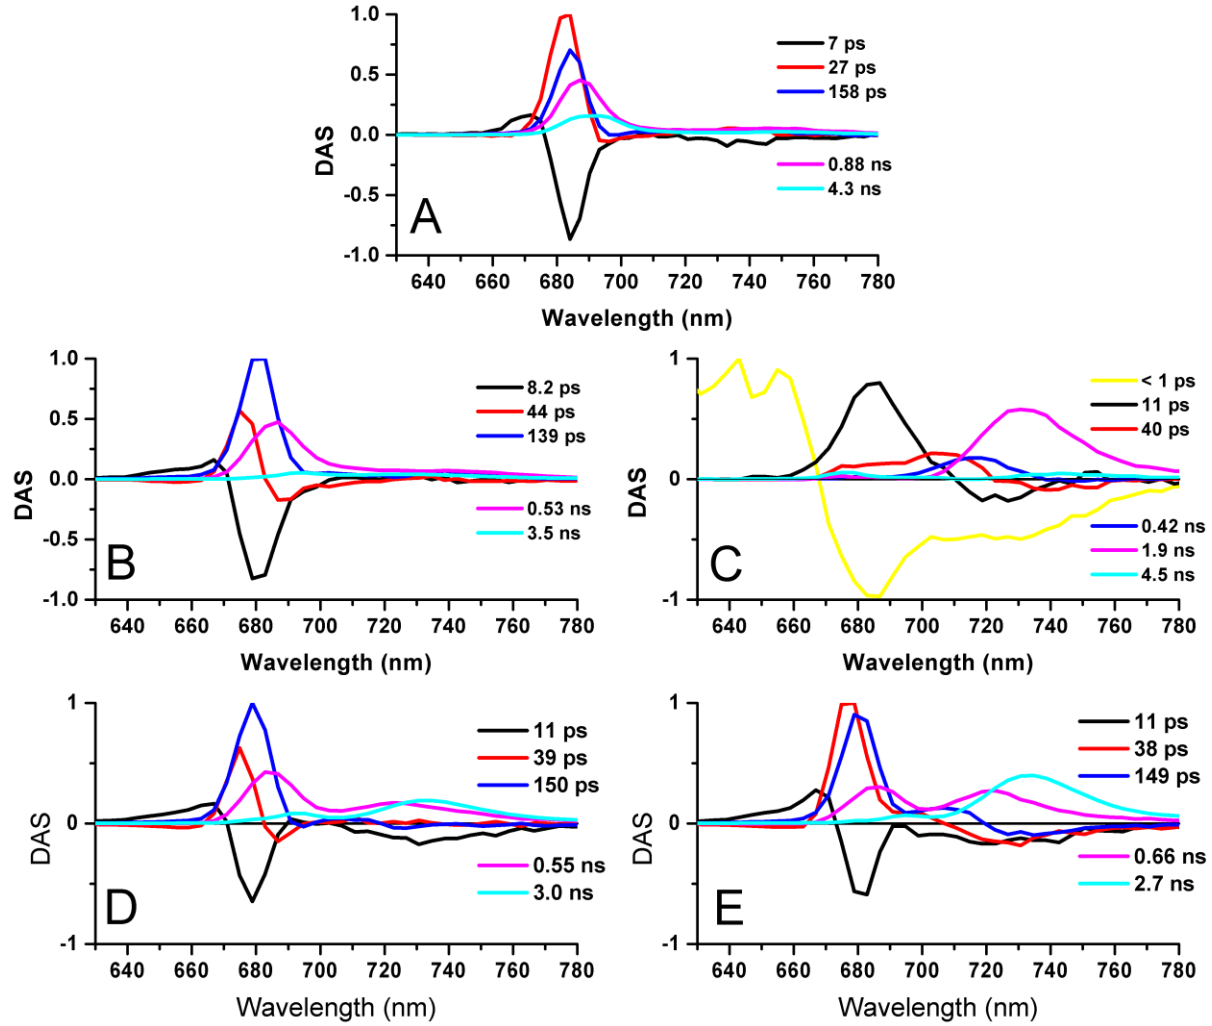 1.0
0.5
0.0
-0.5
-1.0
DAS
A
7 ps
27 ps
158 ps
0.88 ns
4.3 ns
640 660 680 700 720 740 760 780
Wavelength (nm)
1.0
0.5
0.0
-0.5
-1.0
DAS
B
8.2 ps
44 ps
139 ps
0.53 ns
3.5 ns
640 660 680 700 720 740 760 780
Wavelength (nm)
1
0
-1
DAS
C
< 1 ps
11 ps
40 ps
0.42 ns
1.9 ns
4.5 ns
640 660 680 700 720 740 760 780
Wavelength (nm)
1
0
-1
DAS
D
11 ps
39 ps
150 ps
0.55 ns
3.0 ns
640 660 680 700 720 740 760 780
Wavelength (nm)
1
0
-1
DAS
E
11 ps
38 ps
149 ps
0.66 ns
2.7 ns
640 660 680 700 720 740 760 780
Wavelength (nm)